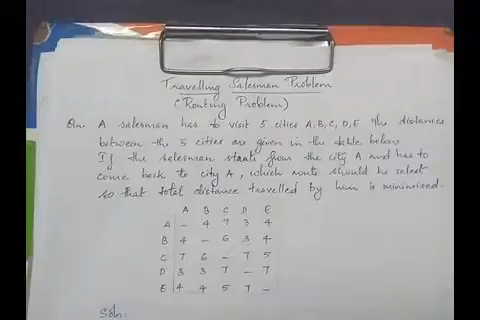 Travelling Salesman Problem
(Routing Problem)
Qn. A salesman has to visit 5 cities A, B, C, D, E the distances
between the 5 cities are given in the table below
If the salesman starts from the city A and has to
come back to city A, which route should he select
so that total distance travelled by him is minimised.
A B C D E
A - 4 7 3 4
B 4 - 6 3 4
C 7 6 - 7 5
D 3 3 7 - 7
E 4 4 5 7 -
Soln.